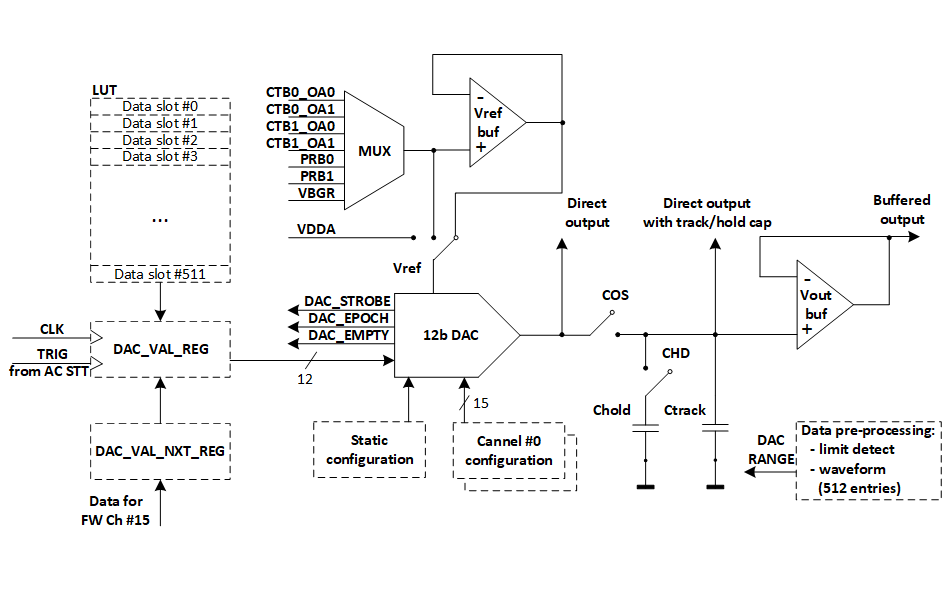 LUT
Data slot #0
Data slot #1
Data slot #2
Data slot #3
...
Data slot #511
CLK
TRIG
from AC STT
DAC_VAL_REG
DAC_VAL_NXT_REG
Data for
FW Ch #15
12
CTB0_OA0
CTB0_OA1
CTB1_OA0
CTB1_OA1
PRB0
PRB1
VBGR
MUX
-
Vref
buf
+
VDDA
Vref
DAC_STROBE
DAC_EPOCH
DAC_EMPTY
12b DAC
15
Static
configuration
Cannel #0
configuration
Direct
output
COS
Direct output
with track/hold cap
CHD
Chold
Ctrack
Buffered
output
-
Vout
buf
+
DAC
RANGE
Data pre-processing:
- limit detect
- waveform
(512 entries)